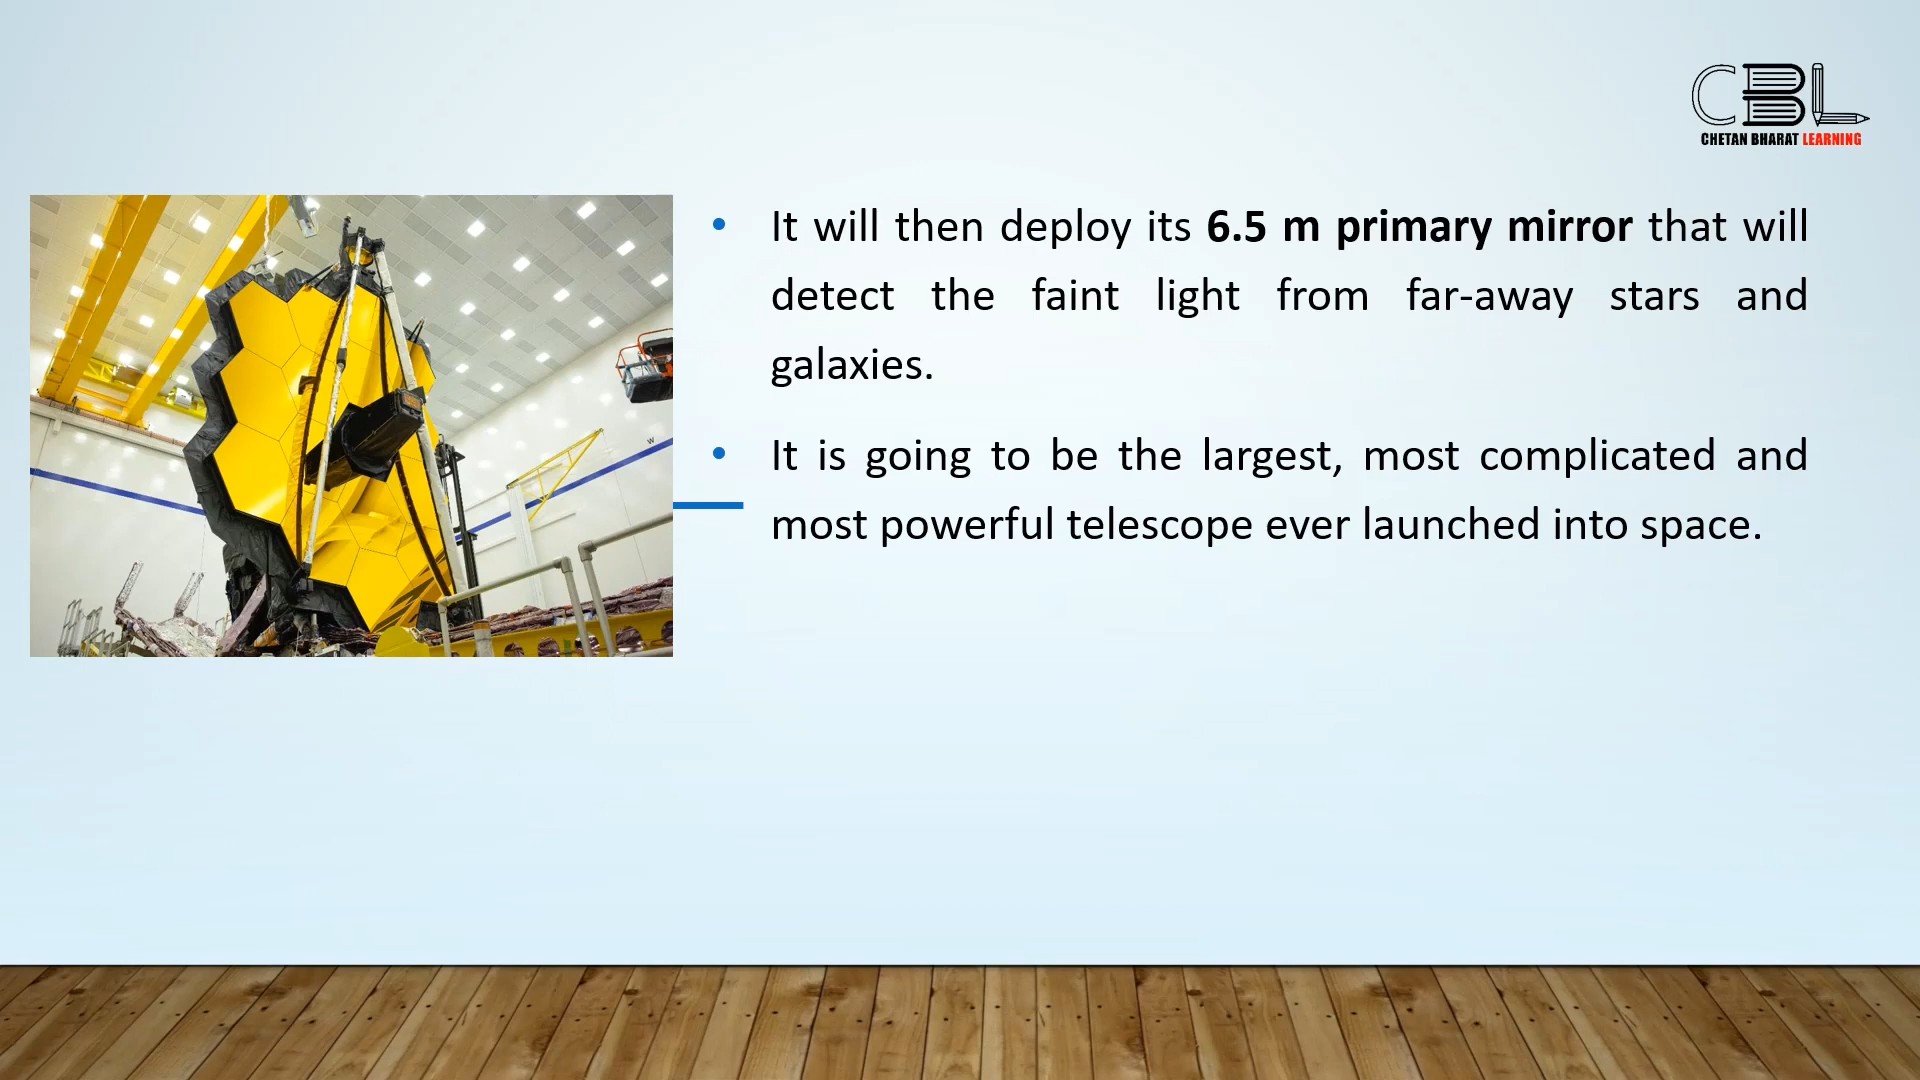 CBL
CHETAN BHARAT LEARNING
• It will then deploy its 6.5 m primary mirror that will
detect the faint light from far-away stars and
galaxies.
• It is going to be the largest, most complicated and
most powerful telescope ever launched into space.
W